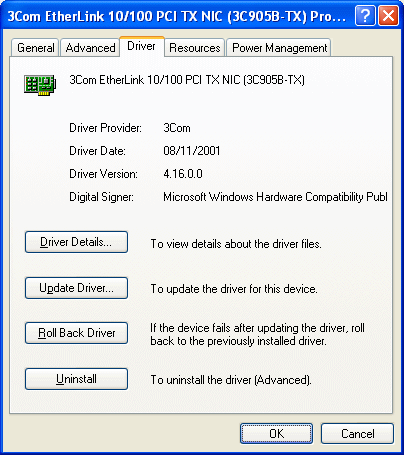 3Com EtherLink 10/100 PCI TX NIC (3C905B-TX) Pro...
General Advanced Driver Resources Power Management
3Com EtherLink 10/100 PCI TX NIC (3C905B-TX)
Driver Provider: 3Com
Driver Date: 08/11/2001
Driver Version: 4.16.0.0
Digital Signer: Microsoft Windows Hardware Compatibility Publ
Driver Details... To view details about the driver files.
Update Driver... To update the driver for this device.
Roll Back Driver If the device fails after updating the driver, roll
back to the previously installed driver.
Uninstall To uninstall the driver (Advanced).
OK Cancel